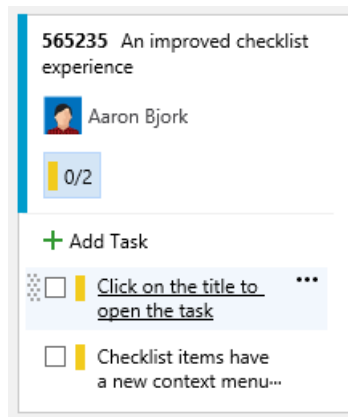 565235 An improved checklist
experience
Aaron Bjork
0/2
+ Add Task
Click on the title to
open the task
Checklist items have
a new context menu...